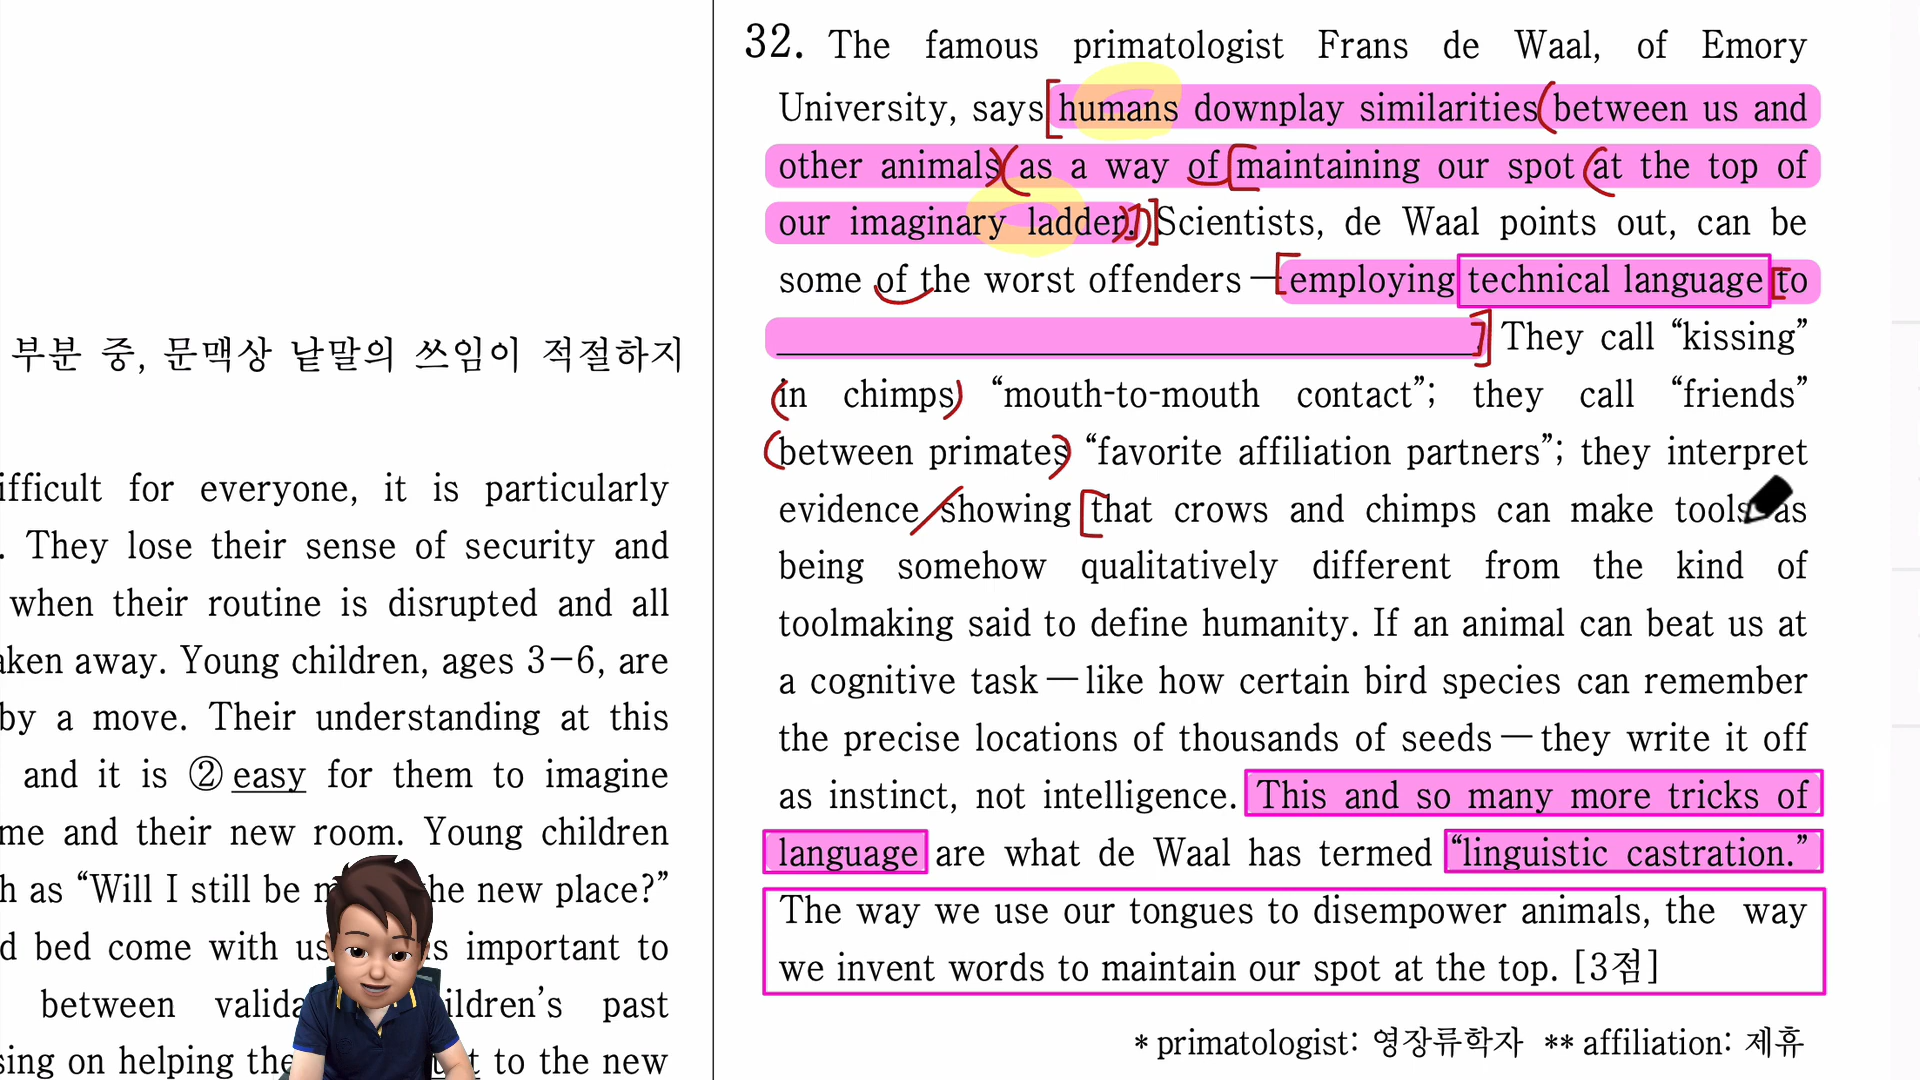 부분 중, 문맥상 낱말의 쓰임이 적절하지
ifficult for everyone, it is particularly
. They lose their sense of security and
when their routine is disrupted and all
aken away. Young children, ages 3−6, are
by a move. Their understanding at this
and it is ② easy for them to imagine
me and their new room. Young children
h as “Will I still be the new place?”
d bed come with us important to
between ildren’s past
sing on helping to the new
32. The famous primatologist Frans de Waal, of Emory
University, says humans downplay similarities between us and
other animals as a way of maintaining our spot at the top of
our imaginary ladder. Scientists, de Waal points out, can be
some of the worst offenders — employing technical language to
They call “kissing”
in chimps “mouth-to-mouth contact”; they call “friends”
between primates “favorite affiliation partners”; they interpret
evidence showing that crows and chimps can make tools as
being somehow qualitatively different from the kind of
toolmaking said to define humanity. If an animal can beat us at
a cognitive task — like how certain bird species can remember
the precise locations of thousands of seeds — they write it off
as instinct, not intelligence. This and so many more tricks of
language are what de Waal has termed “linguistic castration.”
The way we use our tongues to disempower animals, the way
we invent words to maintain our spot at the top. [3점]
* primatologist: 영장류학자 ** affiliation: 제휴